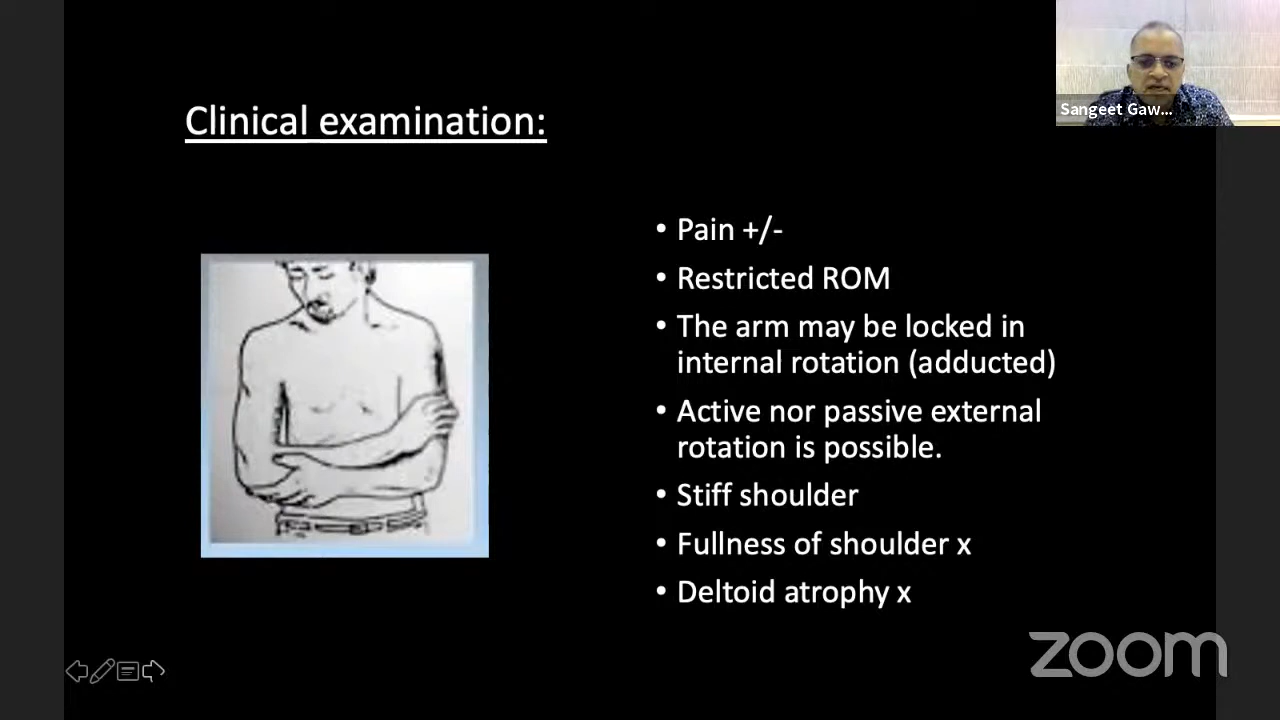 Sangeet Gaw...
Clinical examination:
• Pain +/-
• Restricted ROM
• The arm may be locked in
internal rotation (adducted)
• Active nor passive external
rotation is possible.
• Stiff shoulder
• Fullness of shoulder x
• Deltoid atrophy x
zoom